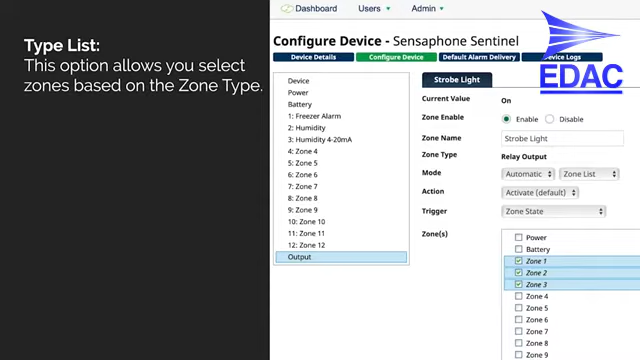 Dashboard Users Admin
Type List:
This option allows you select
zones based on the Zone Type.
EDAC
Configure Device - Sensaphone Sentinel
Device Details Configure Device Default Alarm Delivery Device Logs
Device
Power
Battery
1: Freezer Alarm
2: Humidity
3: Humidity 4-20mA
4: Zone 4
5: Zone 5
6: Zone 6
7: Zone 7
8: Zone 8
9: Zone 9
10: Zone 10
11: Zone 11
12: Zone 12
Output
Strobe Light
Current Value On
Zone Enable Enable Disable
Zone Name Strobe Light
Zone Type Relay Output
Mode Automatic Zone List
Action Activate (default)
Trigger Zone State
Zone(s)
Power
Battery
Zone 1
Zone 2
Zone 3
Zone 4
Zone 5
Zone 6
Zone 7
Zone 8
Zone 9